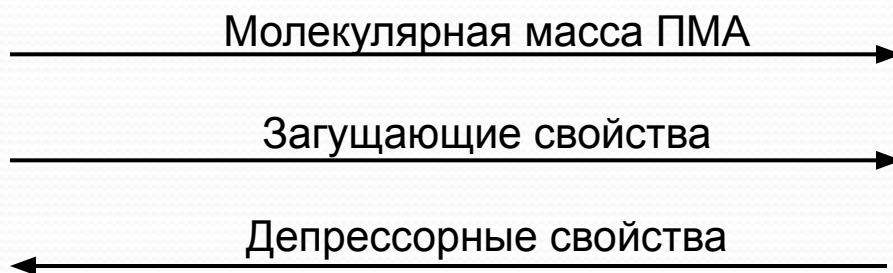 Молекулярная масса ПМА
Загущающие свойства
Депрессорные свойства